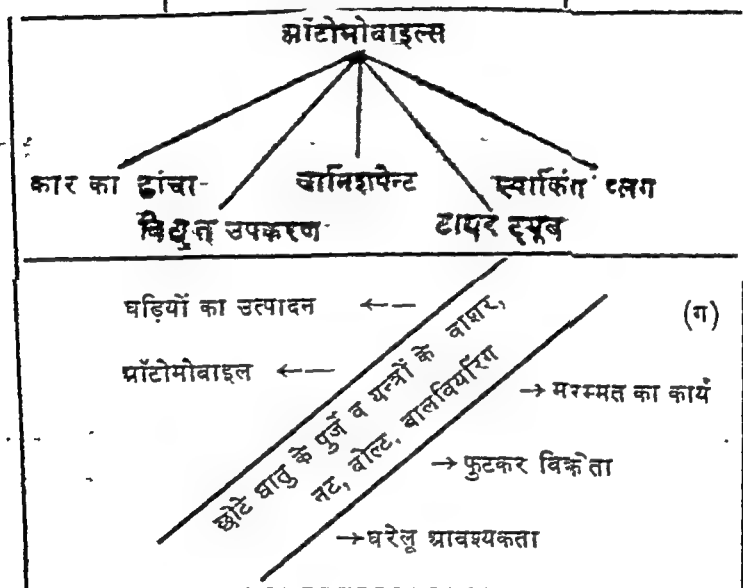 ऑटोमोबाइल्स
कार का ढांचा
वार्निशपेन्ट
स्पार्किंग प्लग
विद्युत उपकरण
टायर ट्यूब
घड़ियों का उत्पादन ←—
(ग)
ऑटोमोबाइल ←—
छोटे धातु के पुर्जे व यन्त्रों के वाशर,
नट, वोल्ट, वालवियरिंग
→ मरम्मत का कार्य
→ फुटकर विक्रेता
→ घरेलू आवश्यकता